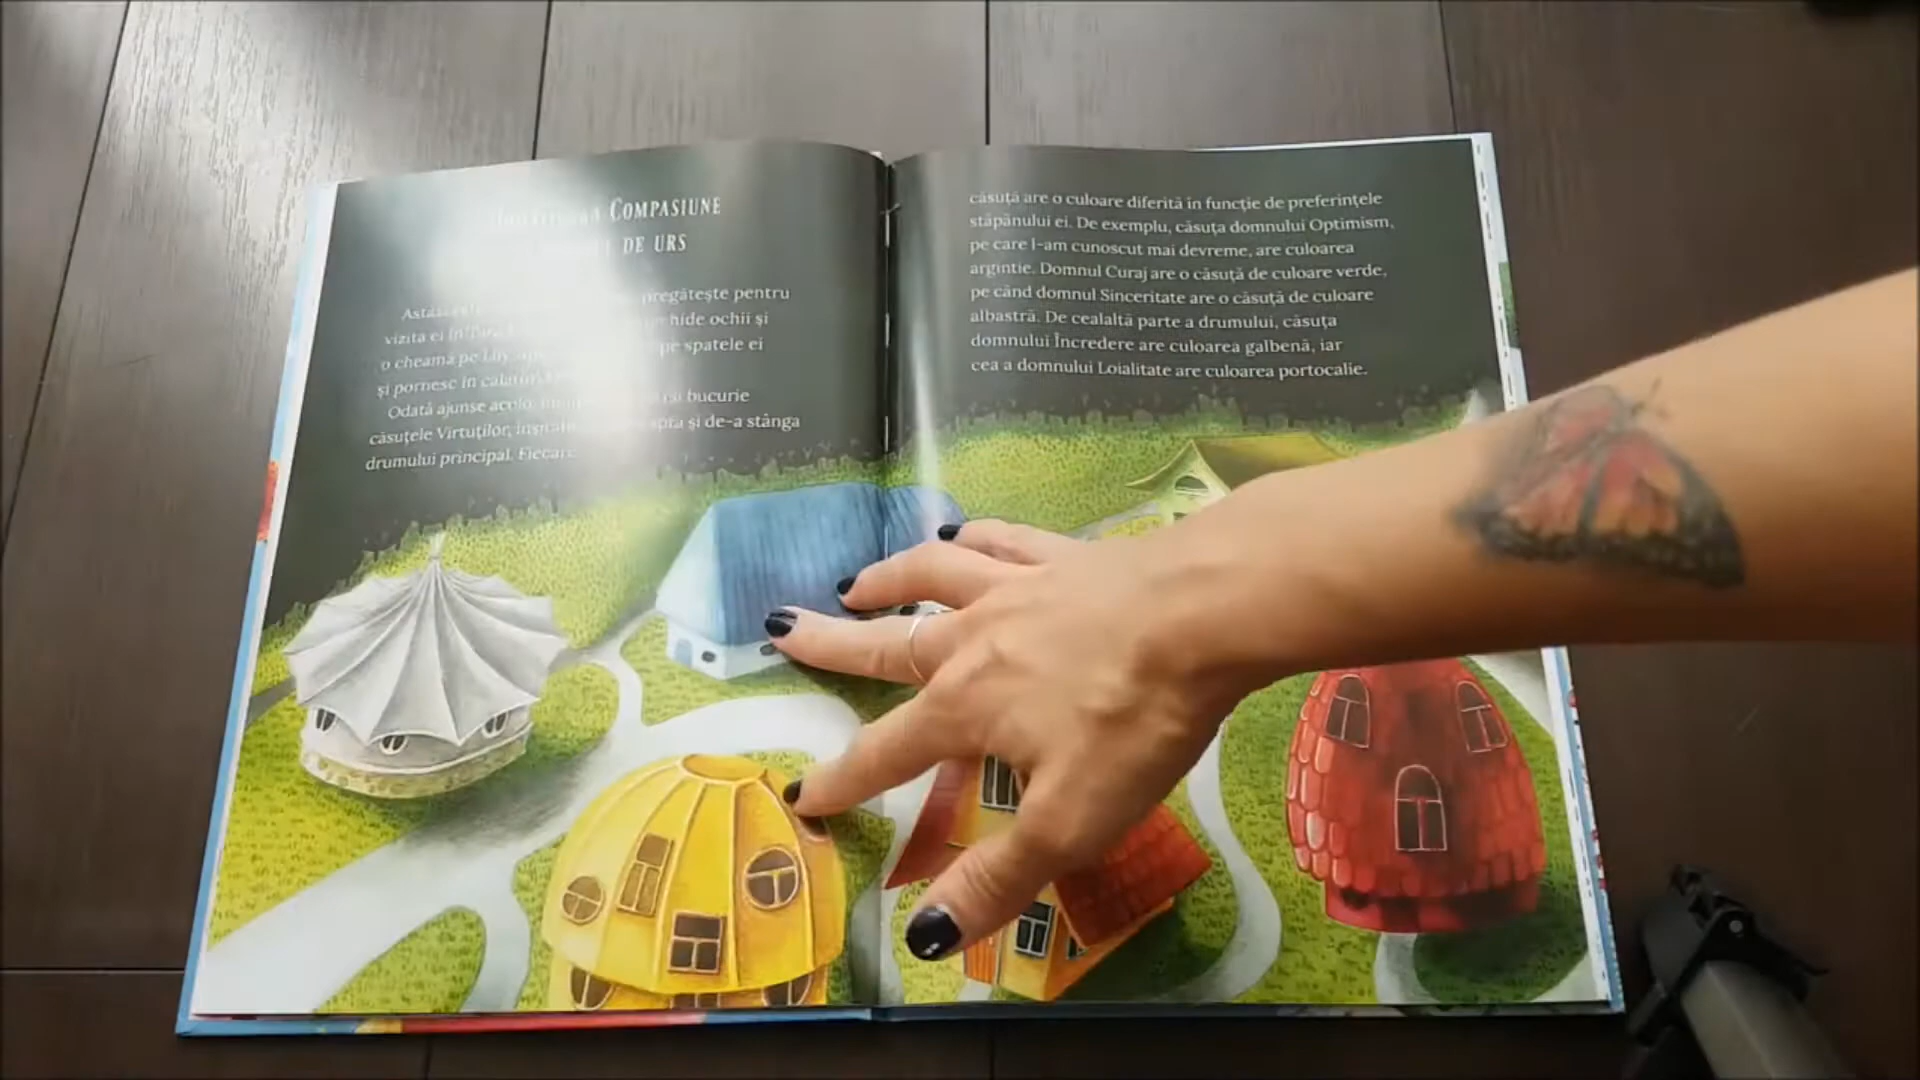 COMPASIUNE
DE URS
pregătește pentru
vizita ei în închide ochii și
o cheamă pe Lily pe spatele ei
și pornesc în
Odată ajunse acolo, și bucurie
căsuțele Virtuților, și de-a stânga
drumului principal. Fiecare
căsuță are o culoare diferită în funcție de preferințele
stăpânului ei. De exemplu, căsuța domnului Optimism,
pe care l-am cunoscut mai devreme, are culoarea
argintie. Domnul Curaj are o căsuță de culoare verde,
pe când domnul Sinceritate are o căsuță de culoare
albastră. De cealaltă parte a drumului, căsuța
domnului Încredere are culoarea galbenă, iar
cea a domnului Loialitate are culoarea portocalie.